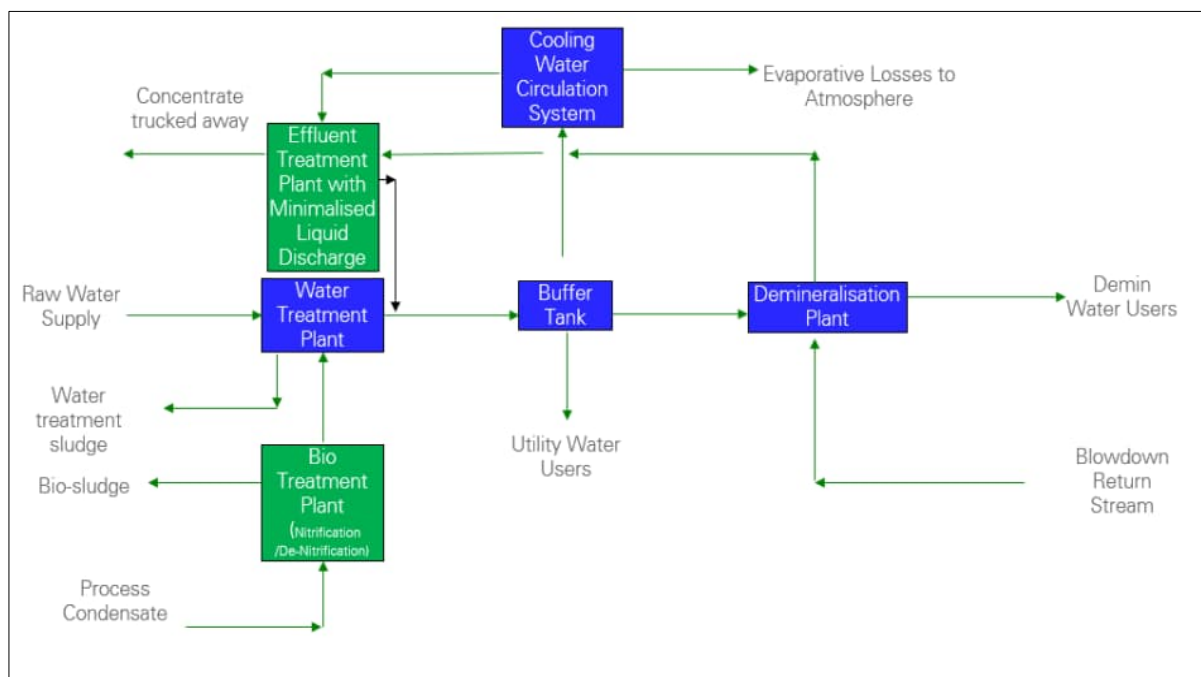 Cooling
Water
Circulation
System
Evaporative Losses to
Atmosphere
Concentrate
trucked away
Effluent
Treatment
Plant with
Minimalised
Liquid
Discharge
Raw Water
Supply
Water
Treatment
Plant
Buffer
Tank
Demineralisation
Plant
Demin
Water Users
Water
treatment
sludge
Utility Water
Users
Bio-sludge
Bio
Treatment
Plant
(Nitrification
/De-Nitrification)
Blowdown
Return
Stream
Process
Condensate